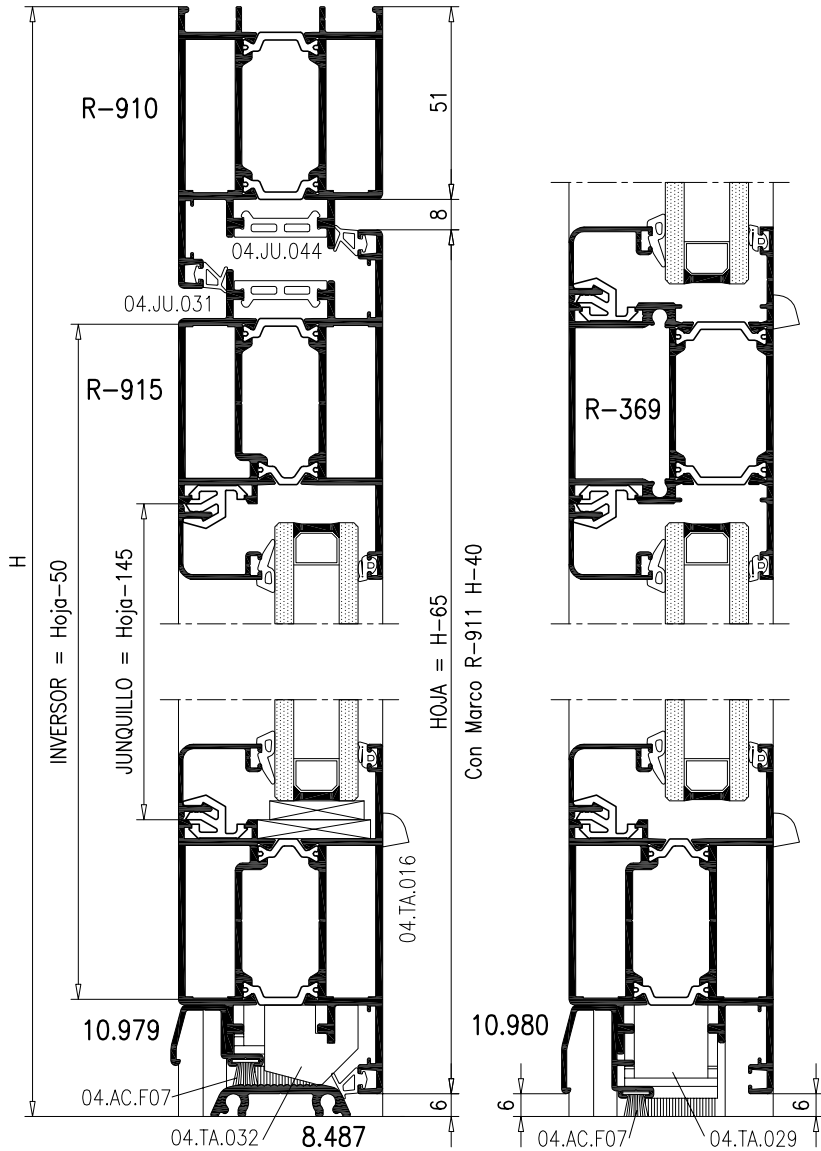 R-910
51
8
04.JU.044
04.JU.031
R-915
R-369
H
INVERSOR = Hoja-50
JUNQUILLO = Hoja-145
HOJA = H-65
Con Marco R-911 H-40
04.TA.016
10.979
10.980
04.AC.F07
6
6
6
04.TA.032
8.487
04.AC.F07
04.TA.029